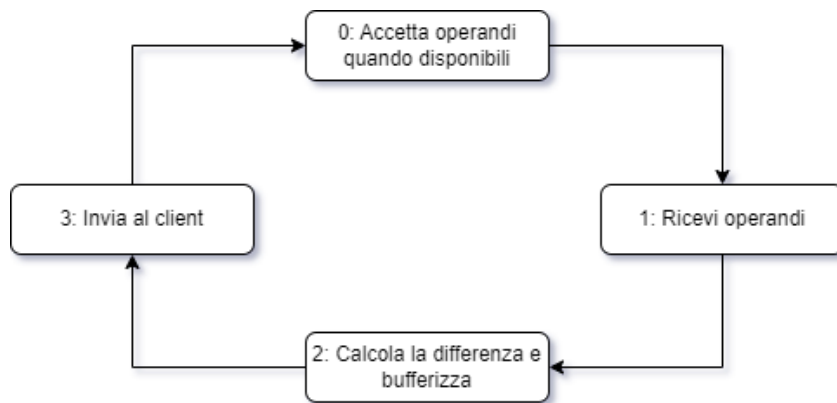 0: Accetta operandi
quando disponibili
3: Invia al client
1: Ricevi operandi
2: Calcola la differenza e
bufferizza